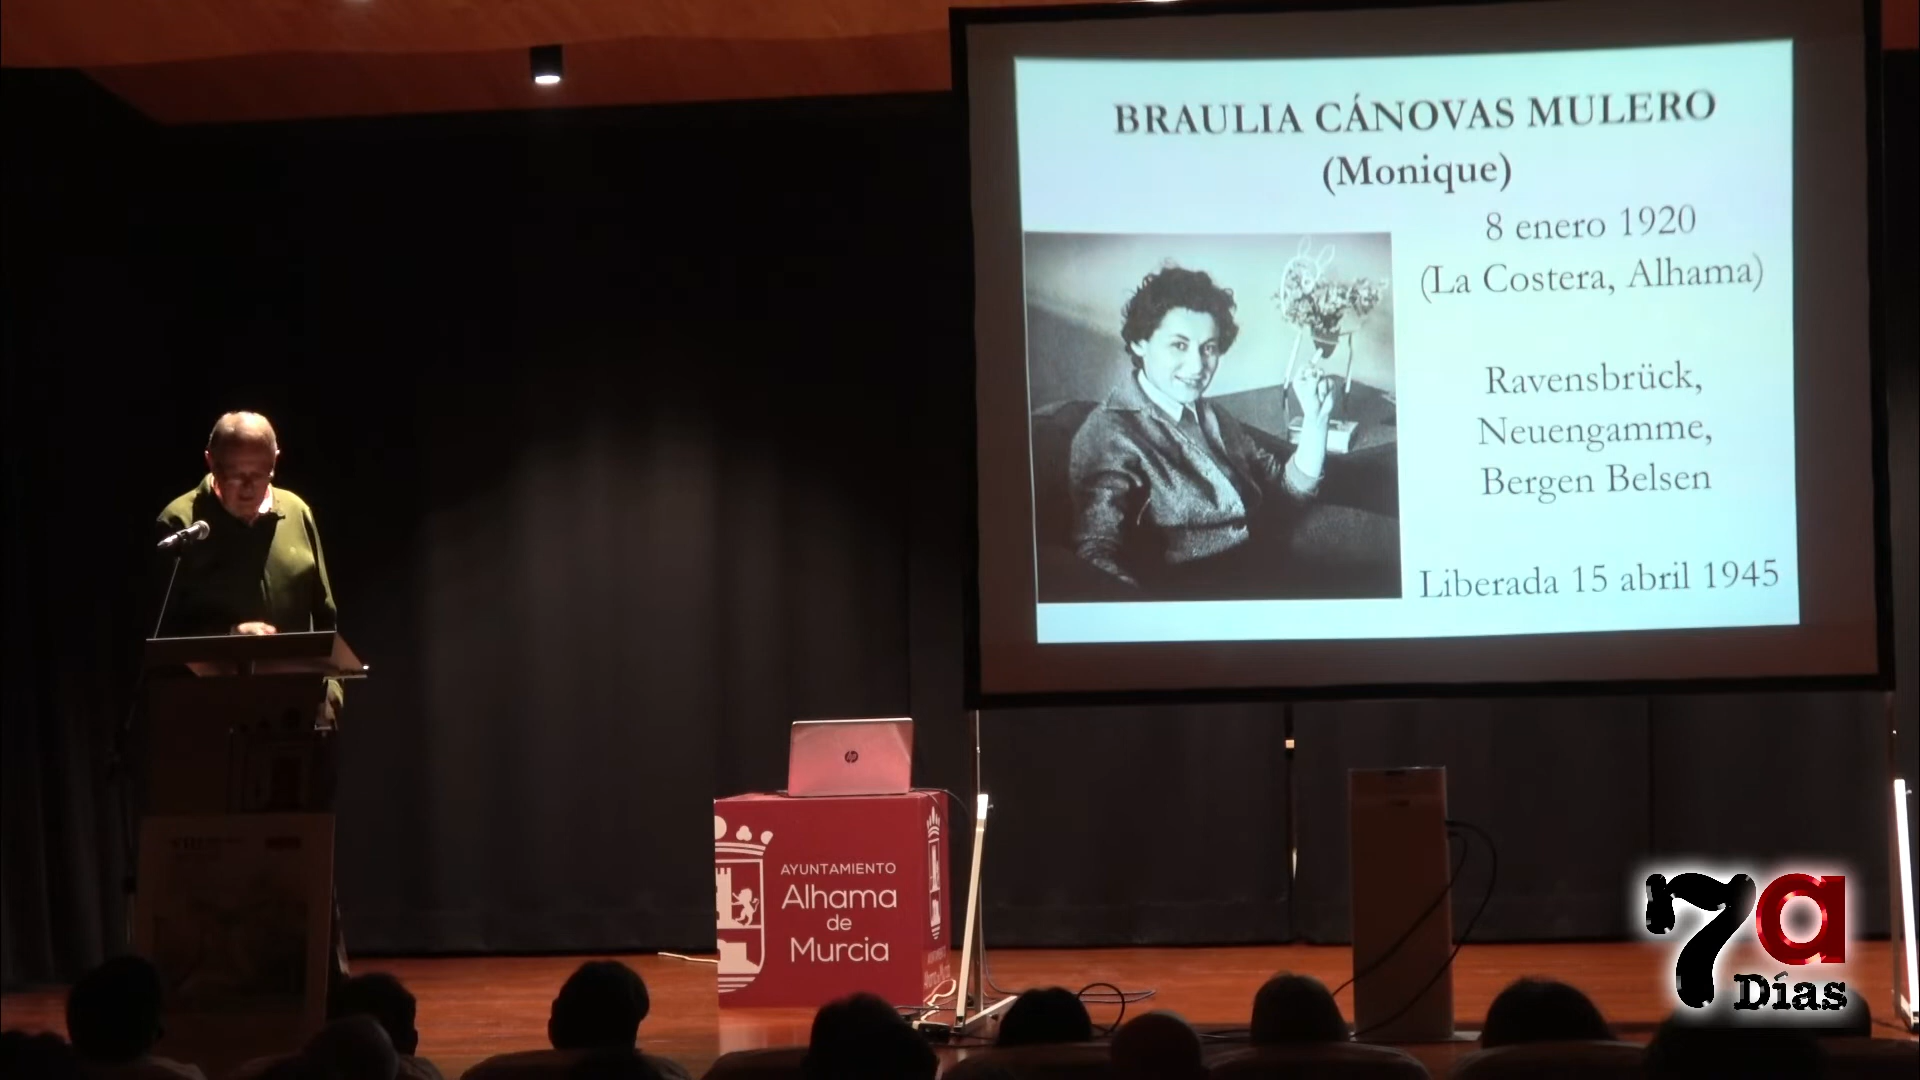 BRAULIA CÁNOVAS MULERO
(Monique)
8 enero 1920
(La Costera, Alhama)
Ravensbrück,
Neuengamme,
Bergen Belsen
Liberada 15 abril 1945
hp
AYUNTAMIENTO
Alhama
de
Murcia
7a
Días